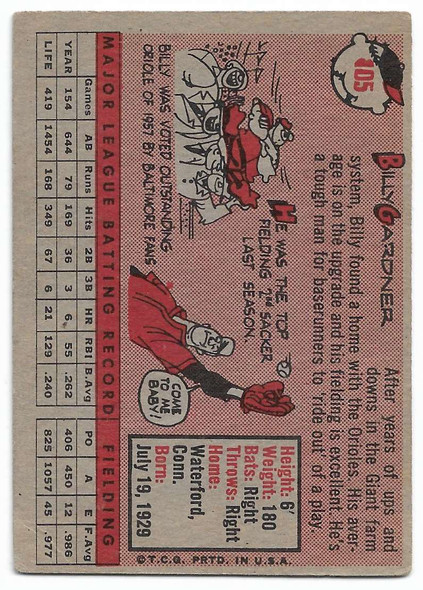 105
BILLY GARDNER
After years of ups and
downs in the Giant farm
system, Billy found a home with the Orioles. His aver-
age is on the upgrade and his fielding is excellent. He's
a tough man for baserunners to "ride out of a play.
HE WAS THE TOP
FIELDING 2ND SACKER
LAST SEASON.
BILLY WAS VOTED OUTSTANDING
ORIOLE OF 1957 BY BALTIMORE FANS
COME
TO ME
BABY!
Height: 6'
Weight: 180
Bats: Right
Throws: Right
Home:
Waterford,
Conn.
Born:
July 19, 1929
©T.C.G. PRTD. IN U.S.A.
MAJOR LEAGUE BATTING RECORD FIELDING
Games AB Runs Hits 2B 3B HR RBI B.Avg PO A E F.Avg
YEAR 154 644 79 169 36 3 6 55 .262 406 450 12 .986
LIFE 419 1454 168 349 67 6 21 129 .240 825 1057 45 .977